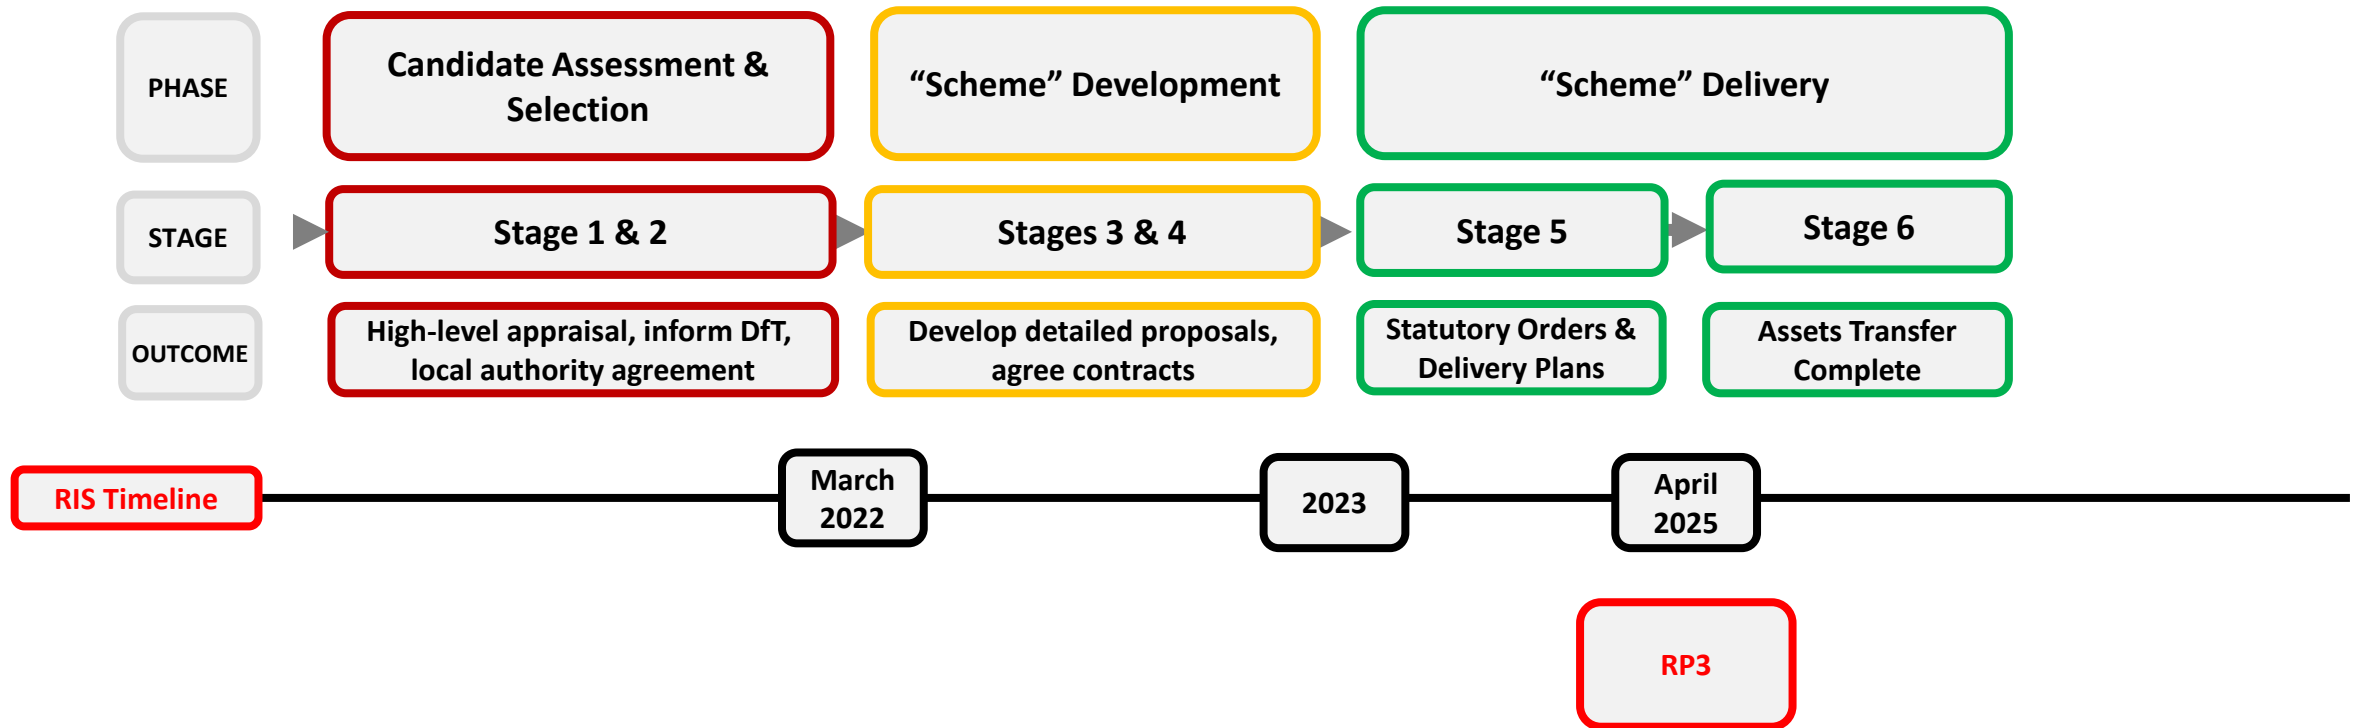 PHASE
Candidate Assessment &
Selection
“Scheme” Development
“Scheme” Delivery
STAGE
Stage 1 & 2
Stages 3 & 4
Stage 5
Stage 6
OUTCOME
High-level appraisal, inform DfT,
local authority agreement
Develop detailed proposals,
agree contracts
Statutory Orders &
Delivery Plans
Assets Transfer
Complete
RIS Timeline
March
2022
2023
April
2025
RP3